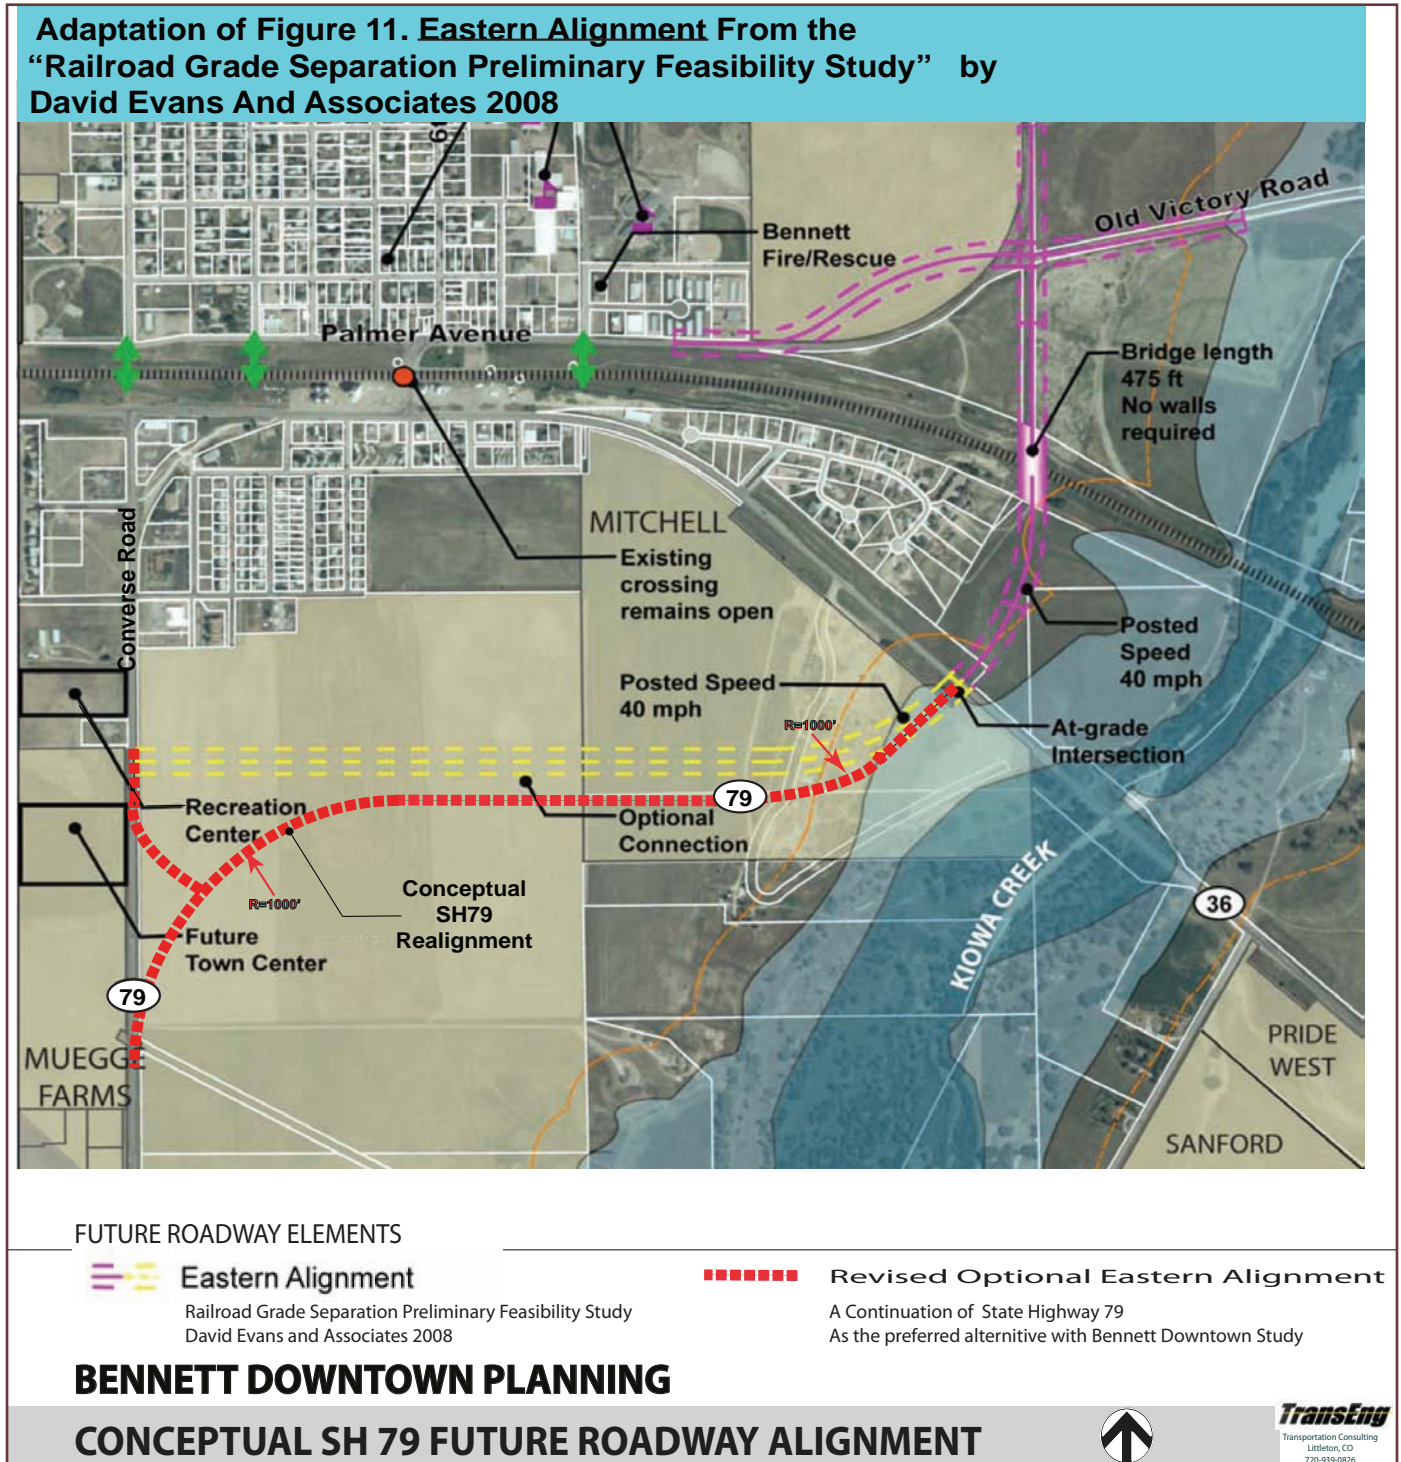 Adaptation of Figure 11. Eastern Alignment From the
“Railroad Grade Separation Preliminary Feasibility Study” by
David Evans And Associates 2008
61
Old Victory Road
Bennett
Fire/Rescue
Palmer Avenue
Bridge length
475 ft
No walls
required
Converse Road
MITCHELL
Existing
crossing
remains open
Posted
Speed
40 mph
Posted Speed
40 mph
R=1000'
At-grade
Intersection
Recreation
Center
79
Optional
Connection
R=1000'
Conceptual
SH79
Realignment
KIOWA CREEK
36
Future
Town Center
79
MUEGGE
FARMS
PRIDE
WEST
SANFORD
FUTURE ROADWAY ELEMENTS
Eastern Alignment
Railroad Grade Separation Preliminary Feasibility Study
David Evans and Associates 2008
Revised Optional Eastern Alignment
A Continuation of State Highway 79
As the preferred alternitive with Bennett Downtown Study
BENNETT DOWNTOWN PLANNING
CONCEPTUAL SH 79 FUTURE ROADWAY ALIGNMENT
TransEng
Transportation Consulting
Littleton, CO
720-939-0826